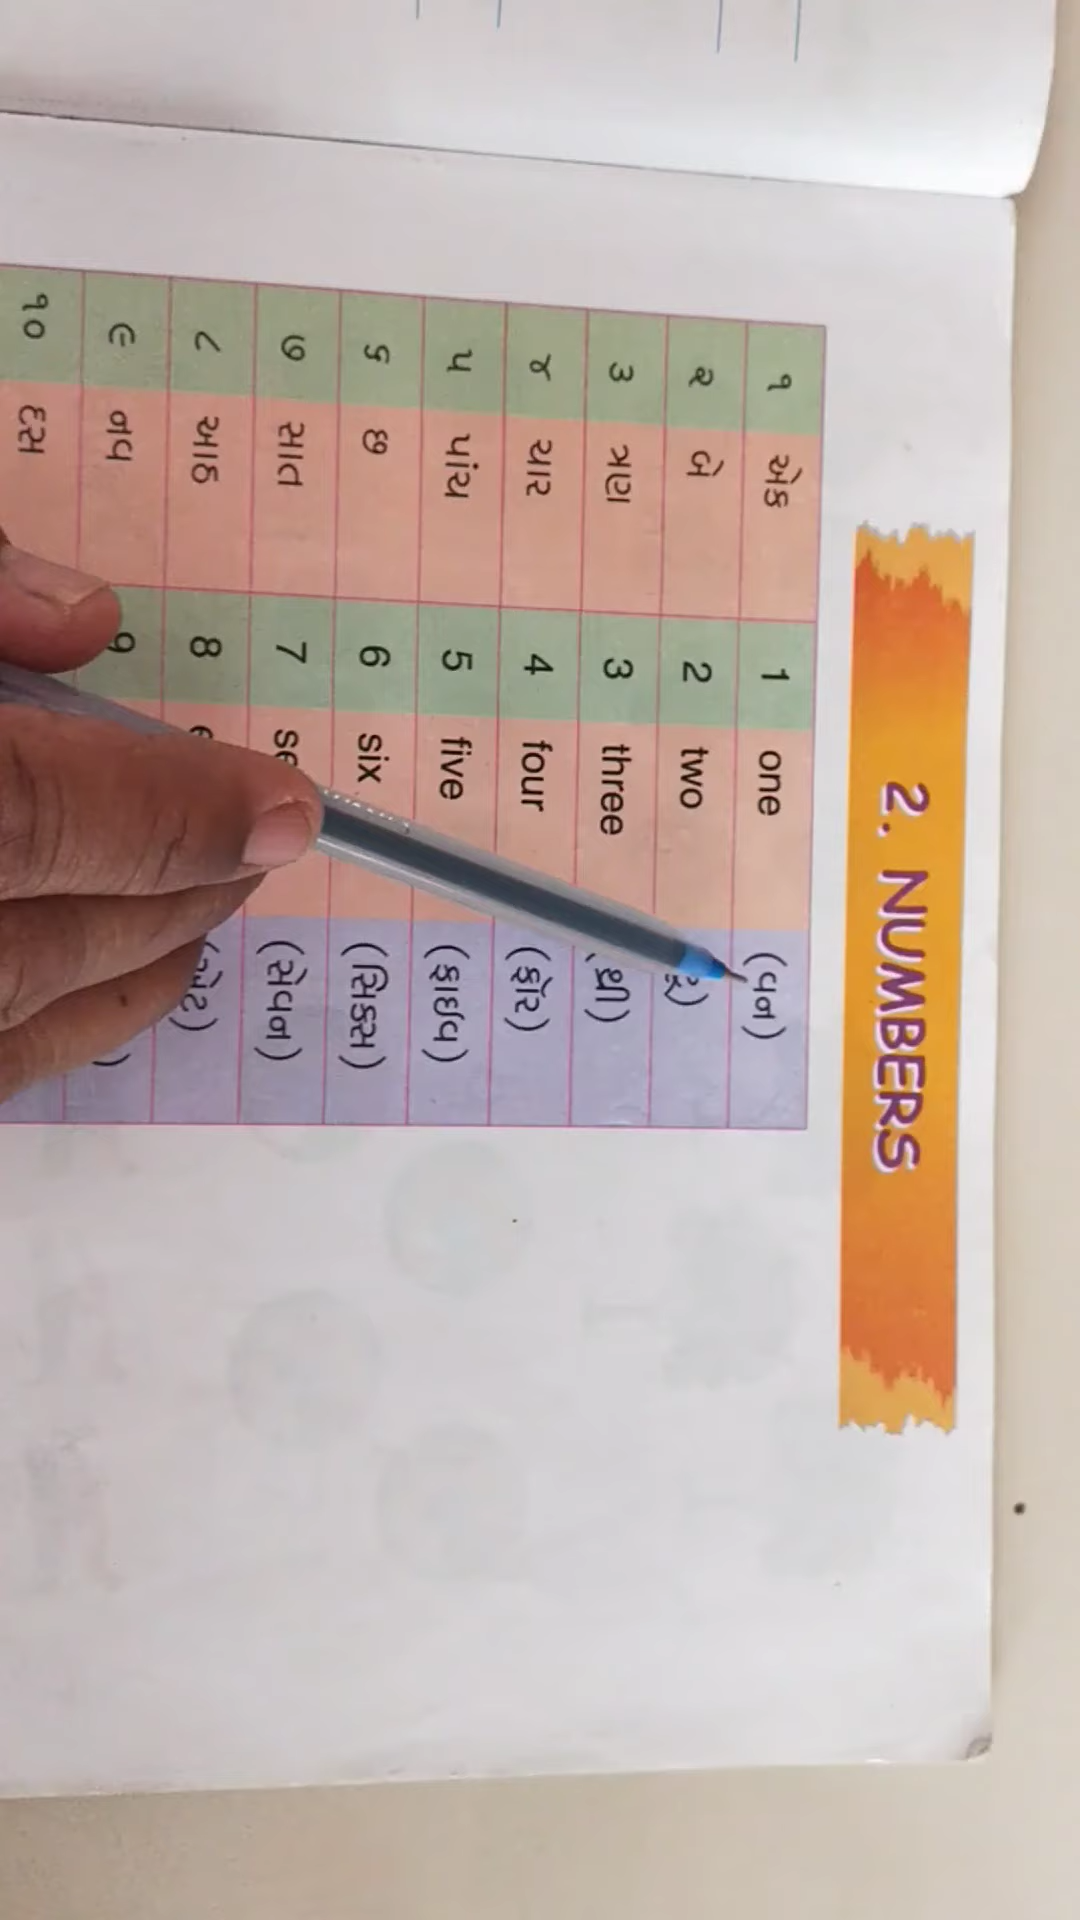 2. NUMBERS
૧ એક 1 one (વન)
૨ બે 2 two
૩ ત્રણ 3 three (થ્રી)
૪ ચાર 4 four (ફૉર)
૫ પાંચ 5 five (ફાઇવ)
૬ છ 6 six (સિક્સ)
૭ સાત 7 (સેવન)
૮ આઠ 8
૯ નવ 9
૧૦ દસ